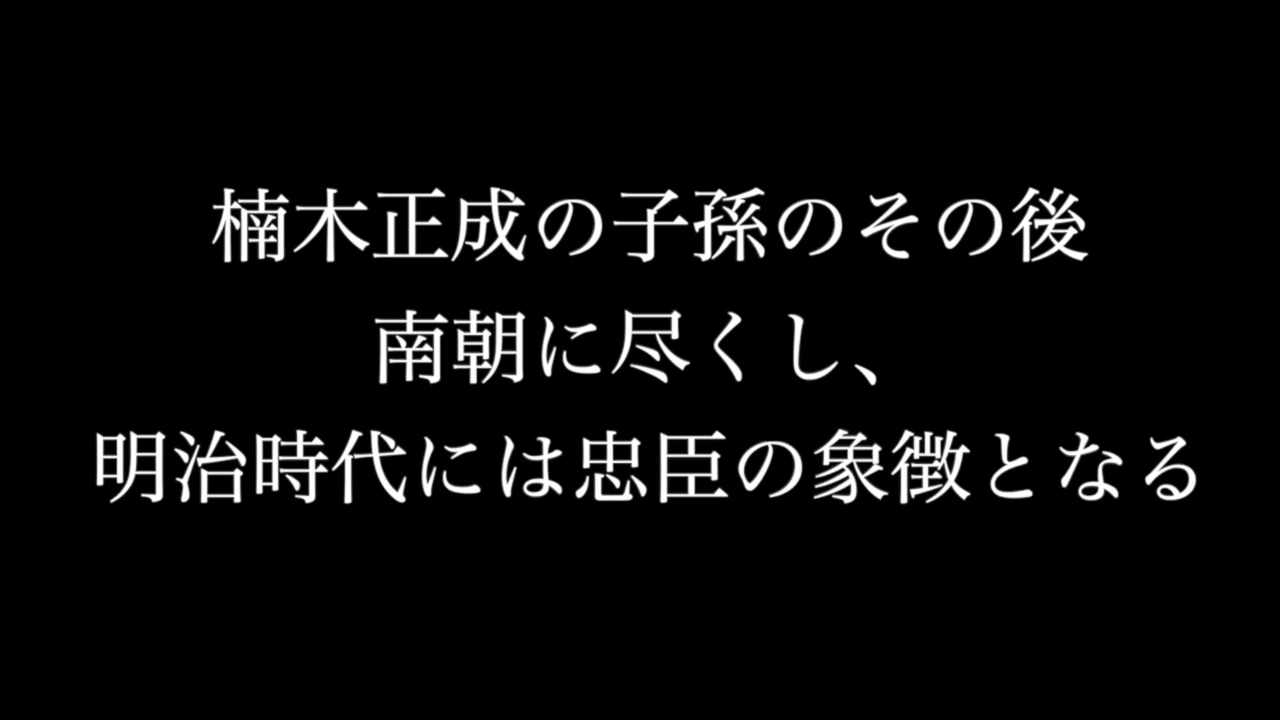 楠木正成の子孫のその後
南朝に尽くし、
明治時代には忠臣の象徴となる